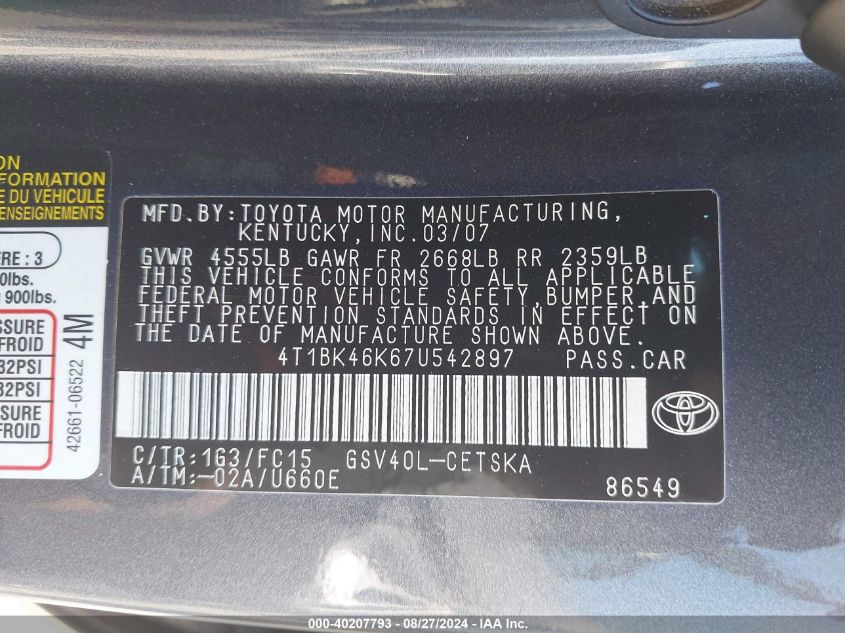 ON
FORMATION
DU VÉHICULE
ENSEIGNEMENTS
ERE : 3
0lbs.
900lbs.
SSURE
FROID
32PSI
32PSI
SSURE
FROID
42661-06522 4M
MFD.BY:TOYOTA MOTOR MANUFACTURING,
KENTUCKY,INC.03/07
GVWR 4555LB GAWR FR 2668LB RR 2359LB
THIS VEHICLE CONFORMS TO ALL APPLICABLE
FEDERAL MOTOR VEHICLE SAFETY,BUMPER,AND
THEFT PREVENTION STANDARDS IN EFFECT ON
THE DATE OF MANUFACTURE SHOWN ABOVE.
4T1BK46K67U542897 PASS.CAR
C/TR:1G3/FC15 GSV40L-CETSKA
A/TM:-02A/U660E
86549
000-40207793 - 08/27/2024 - IAA Inc.